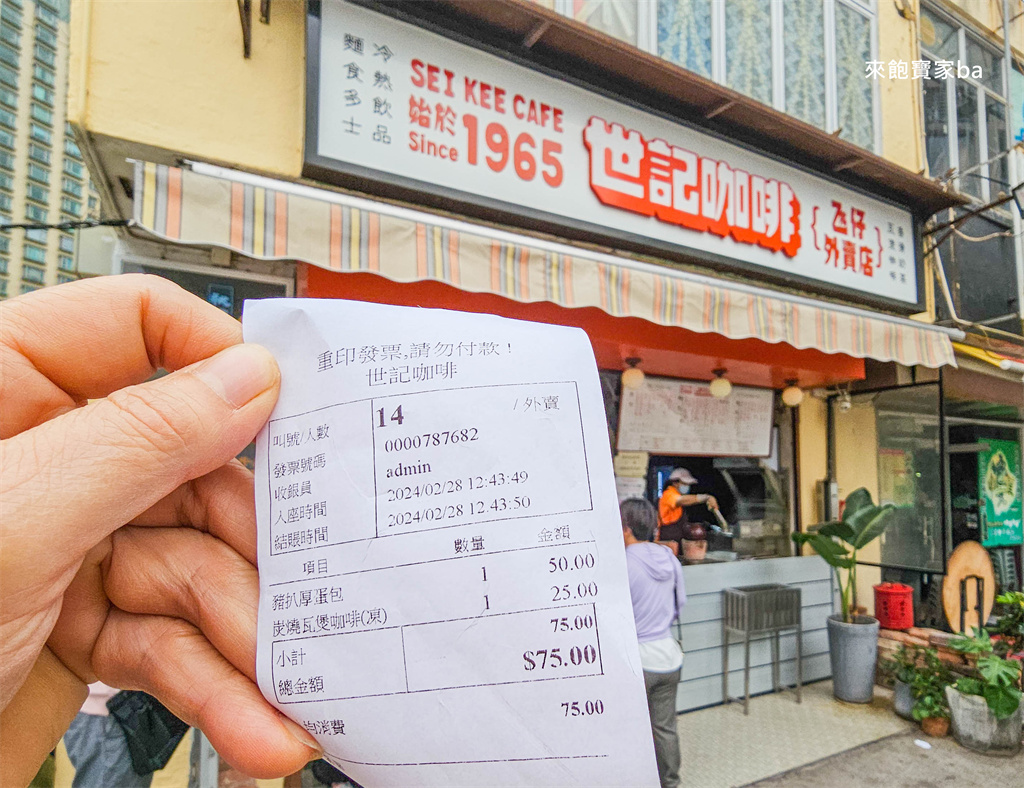 來飽寶家ba
冷熱飲品
麵食多士
SEI KEE CAFE
始於
Since 1965
世記咖啡
{氹仔
外賣店}
重印發票,請勿付款！
世記咖啡
叫號/人數 14 / 外賣
發票號碼 0000787682
收銀員 admin
入座時間 2024/02/28 12:43:49
結賬時間 2024/02/28 12:43:50
項目 數量 金額
豬扒厚蛋包 1 50.00
炭燒瓦煲咖啡(凍) 1 25.00
小計 75.00
總金額 $75.00
均消費 75.00